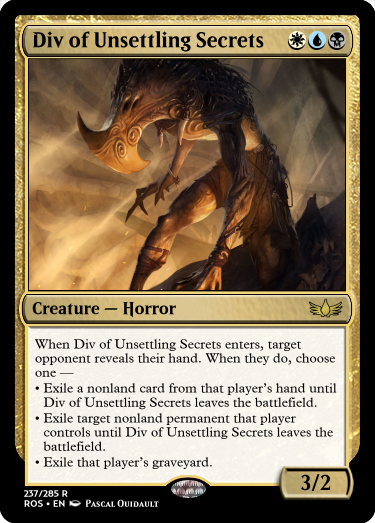 Div of Unsettling Secrets
Creature — Horror
When Div of Unsettling Secrets enters, target
opponent reveals their hand. When they do, choose
one —
• Exile a nonland card from that player's hand until
Div of Unsettling Secrets leaves the battlefield.
• Exile target nonland permanent that player
controls until Div of Unsettling Secrets leaves the
battlefield.
• Exile that player's graveyard.
3/2
237/285 R
ROS • EN Pascal Quidault